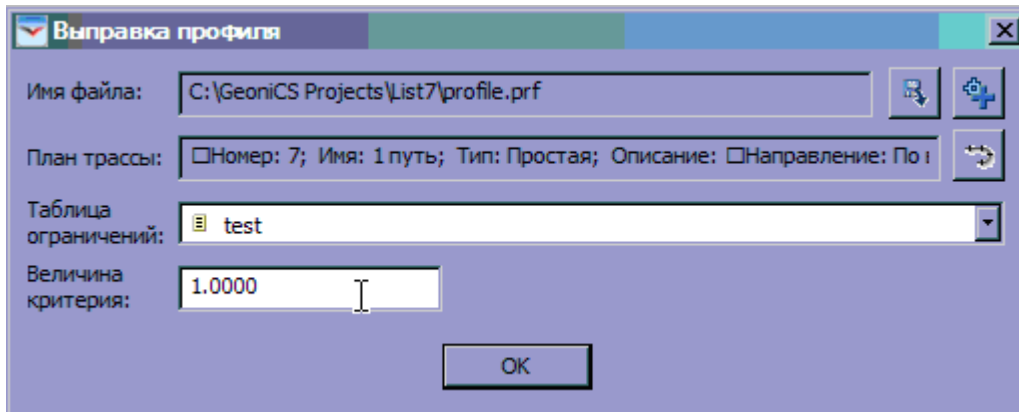 Выправка профиля
Имя файла: C:\GeoniCS Projects\List7\profile.prf
План трассы: □Номер: 7; Имя: 1 путь; Тип: Простая; Описание: □Направление: По
Таблица ограничений: test
Величина критерия: 1.0000
OK